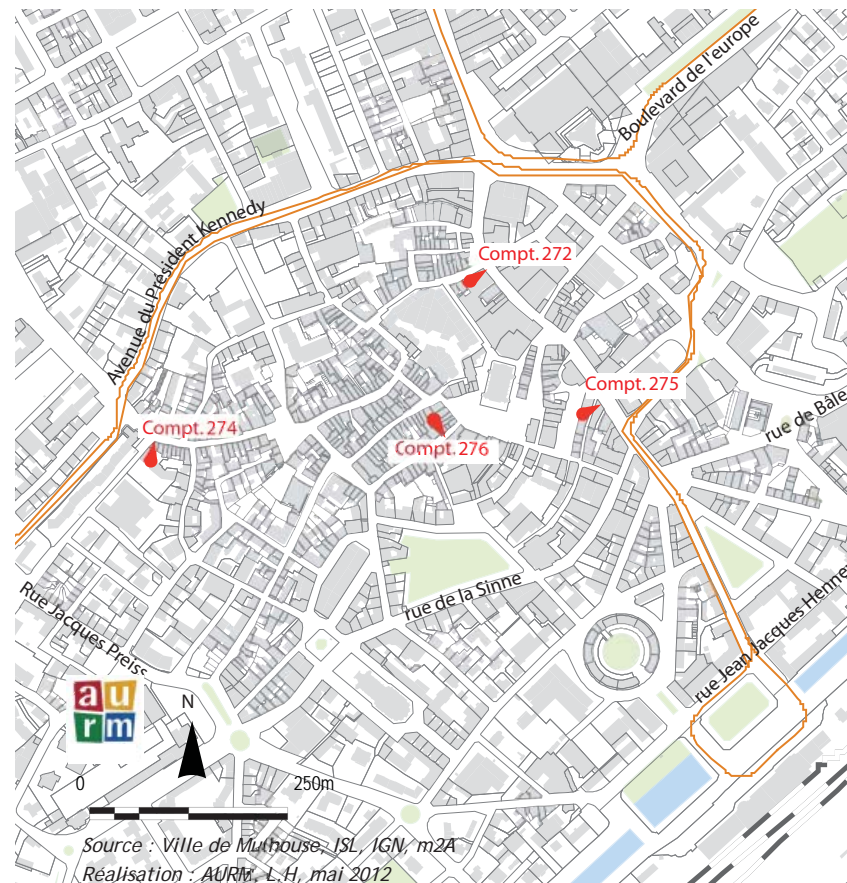 Boulevard de l'europe
Avenue du Président Kennedy
Compt. 272
Compt. 275
rue de Bâle
Compt. 274
Compt. 276
rue de la Sinne
Rue Jacques Preiss
rue Jean Jacques Henner
a u
r m
N
0 250m
Source : Ville de Mulhouse, ISL, IGN, m2A
Réalisation : AURM, L.H, mai 2012